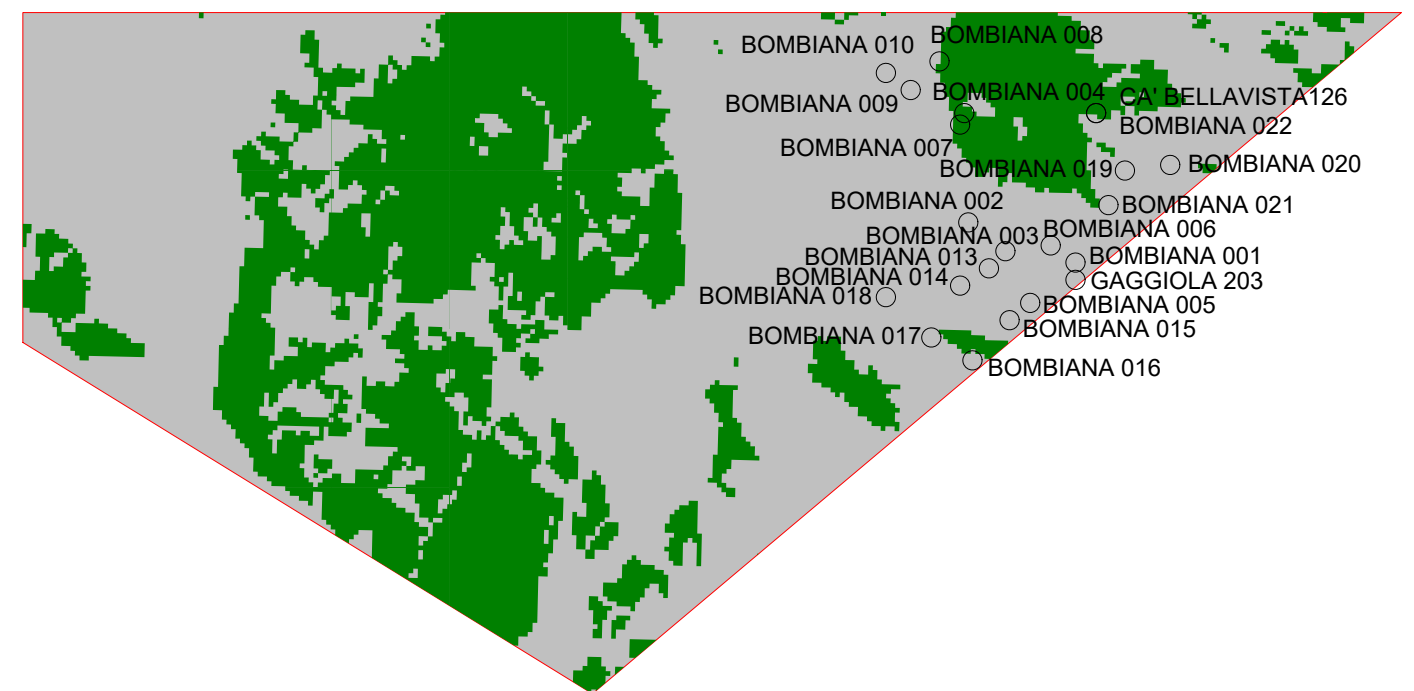 BOMBIANA 008
BOMBIANA 010
BOMBIANA 009
BOMBIANA 004
CA' BELLAVISTA126
BOMBIANA 022
BOMBIANA 007
BOMBIANA 019
BOMBIANA 020
BOMBIANA 002
BOMBIANA 021
BOMBIANA 003
BOMBIANA 006
BOMBIANA 013
BOMBIANA 001
BOMBIANA 014
GAGGIOLA 203
BOMBIANA 018
BOMBIANA 005
BOMBIANA 015
BOMBIANA 017
BOMBIANA 016